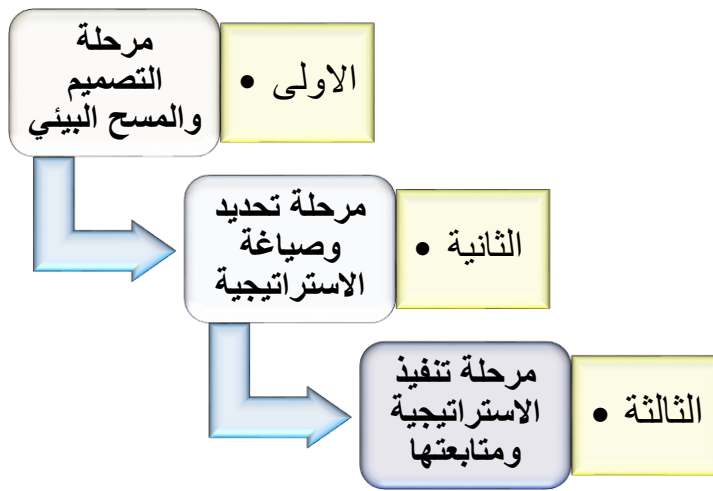 مرحلة
التصميم
والمسح البيئي
• الاولى
مرحلة تحديد
وصياغة
الاستراتيجية
• الثانية
مرحلة تنفيذ
الاستراتيجية
ومتابعتها
• الثالثة